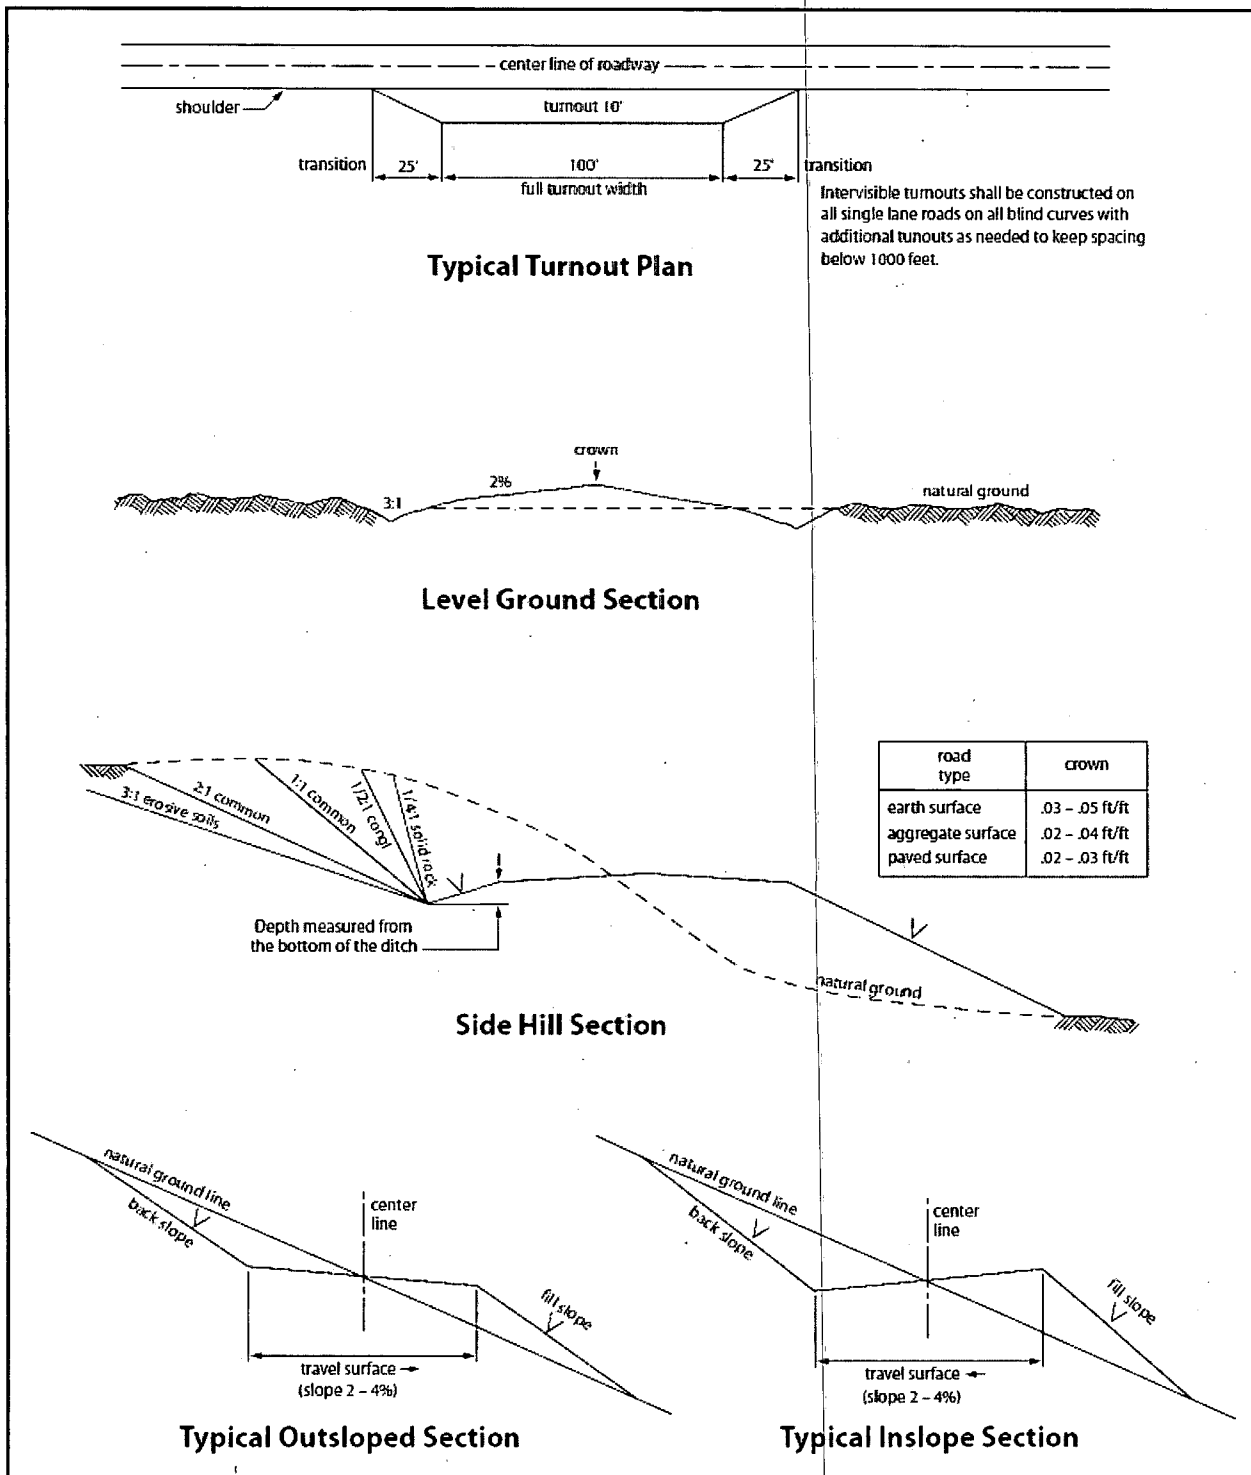 center line of roadway
shoulder
turnout 10'
transition
25'
100'
25'
transition
full turnout width
Intervisible turnouts shall be constructed on
all single lane roads on all blind curves with
additional tunouts as needed to keep spacing
below 1000 feet.
Typical Turnout Plan
crown
2%
3:1
natural ground
Level Ground Section
road
type
crown
earth surface
.03 – .05 ft/ft
aggregate surface
.02 – .04 ft/ft
paved surface
.02 – .03 ft/ft
3:1 erosive soils
2:1 common
1:1 common
1/2:1 congl
1/4:1 solid rock
Depth measured from
the bottom of the ditch
natural ground
Side Hill Section
natural ground line
back slope
center
line
fill slope
travel surface
(slope 2 – 4%)
Typical Outsloped Section
natural ground line
back slope
center
line
fill slope
travel surface
(slope 2 – 4%)
Typical Inslope Section